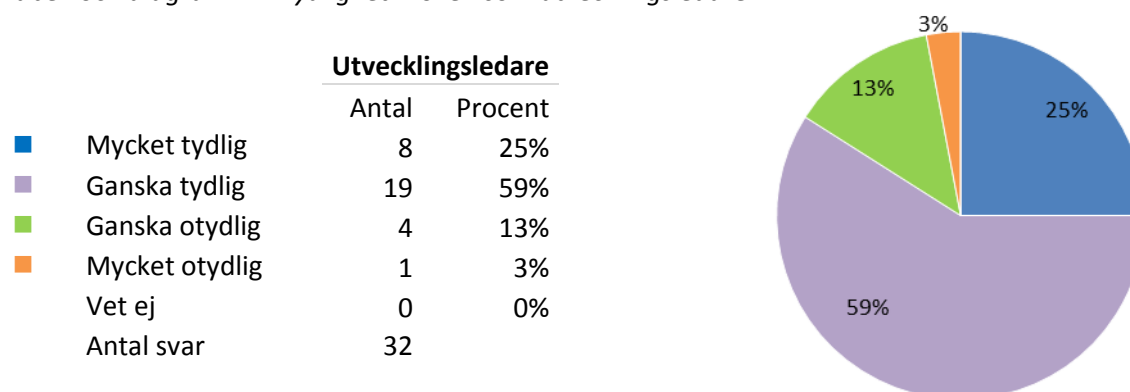 Utvecklingsledare
Antal Procent
Mycket tydlig 8 25%
Ganska tydlig 19 59%
Ganska otydlig 4 13%
Mycket otydlig 1 3%
Vet ej 0 0%
Antal svar 32
3%
13%
25%
59%